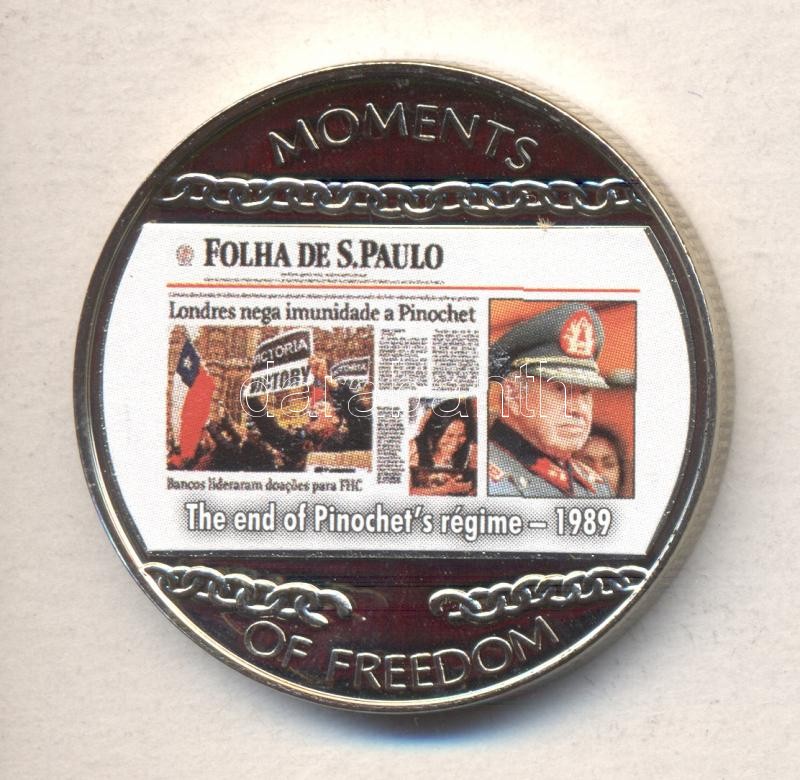 MOMENTS
FOLHA DE S.PAULO
Londres nega imunidade a Pinochet
VICTORIA
VICTORY
darabanth
Bancos lideraram doações para FHC
The end of Pinochet's régime – 1989
OF FREEDOM